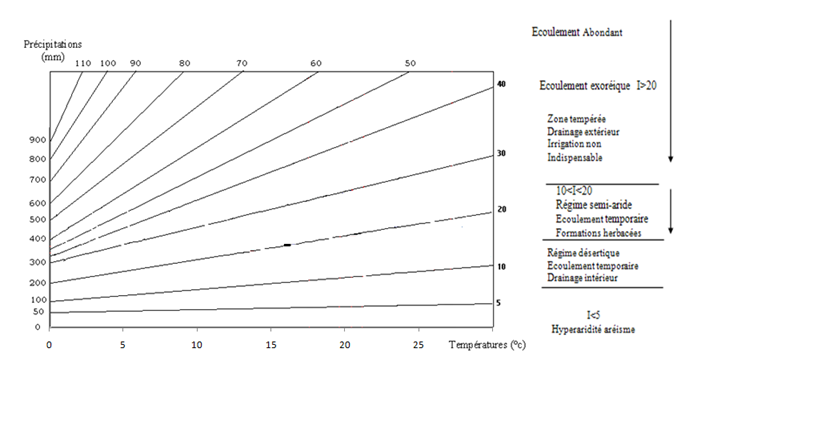 Précipitations
(mm)
110 100 90 80 70 60 50
40
30
20
10
5
900
800
700
600
500
400
300
200
100
50
0
0 5 10 15 20 25 Températures (°c)
Ecoulement Abondant
Ecoulement exoréique I>20
Zone tempérée
Drainage extérieur
Irrigation non
Indispensable
10<I<20
Régime semi-aride
Ecoulement temporaire
Formations herbacées
Régime désertique
Ecoulement temporaire
Drainage intérieur
I<5
Hyperaridité aréisme